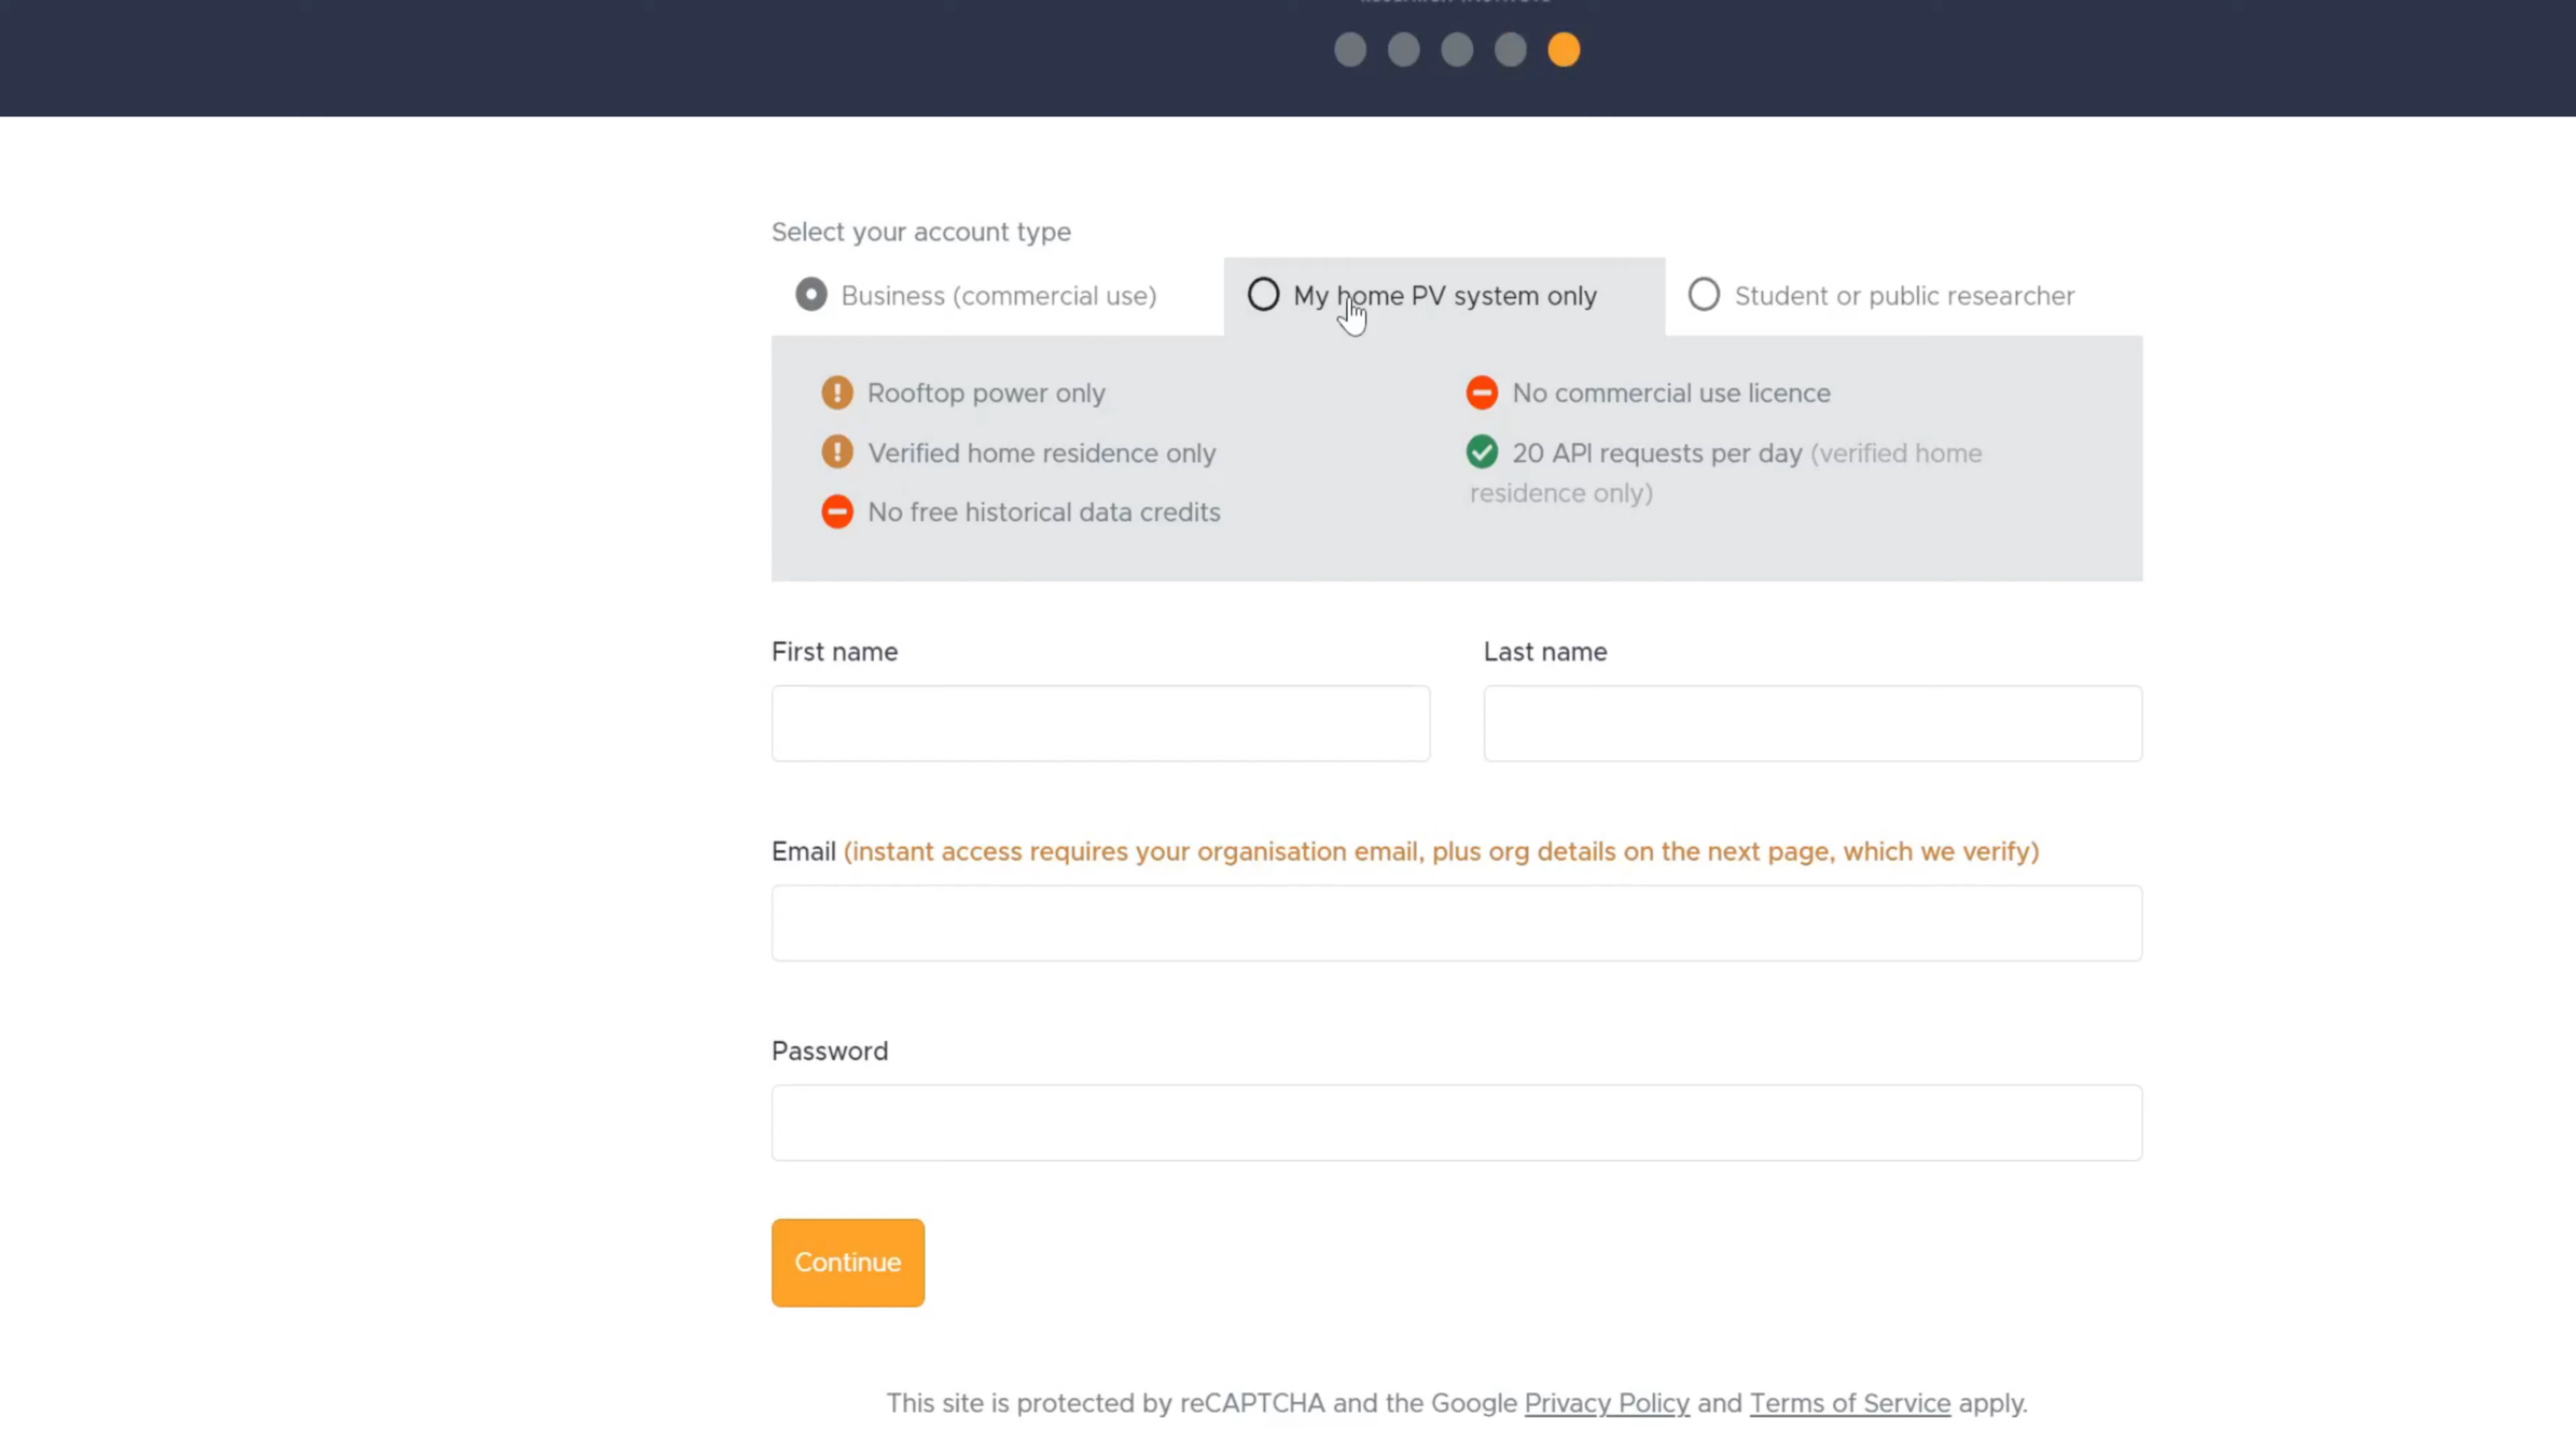 Select your account type
Business (commercial use)
My home PV system only
Student or public researcher
Rooftop power only
No commercial use licence
Verified home residence only
20 API requests per day (verified home
residence only)
No free historical data credits
First name
Last name
Email (instant access requires your organisation email, plus org details on the next page, which we verify)
Password
Continue
This site is protected by reCAPTCHA and the Google Privacy Policy and Terms of Service apply.